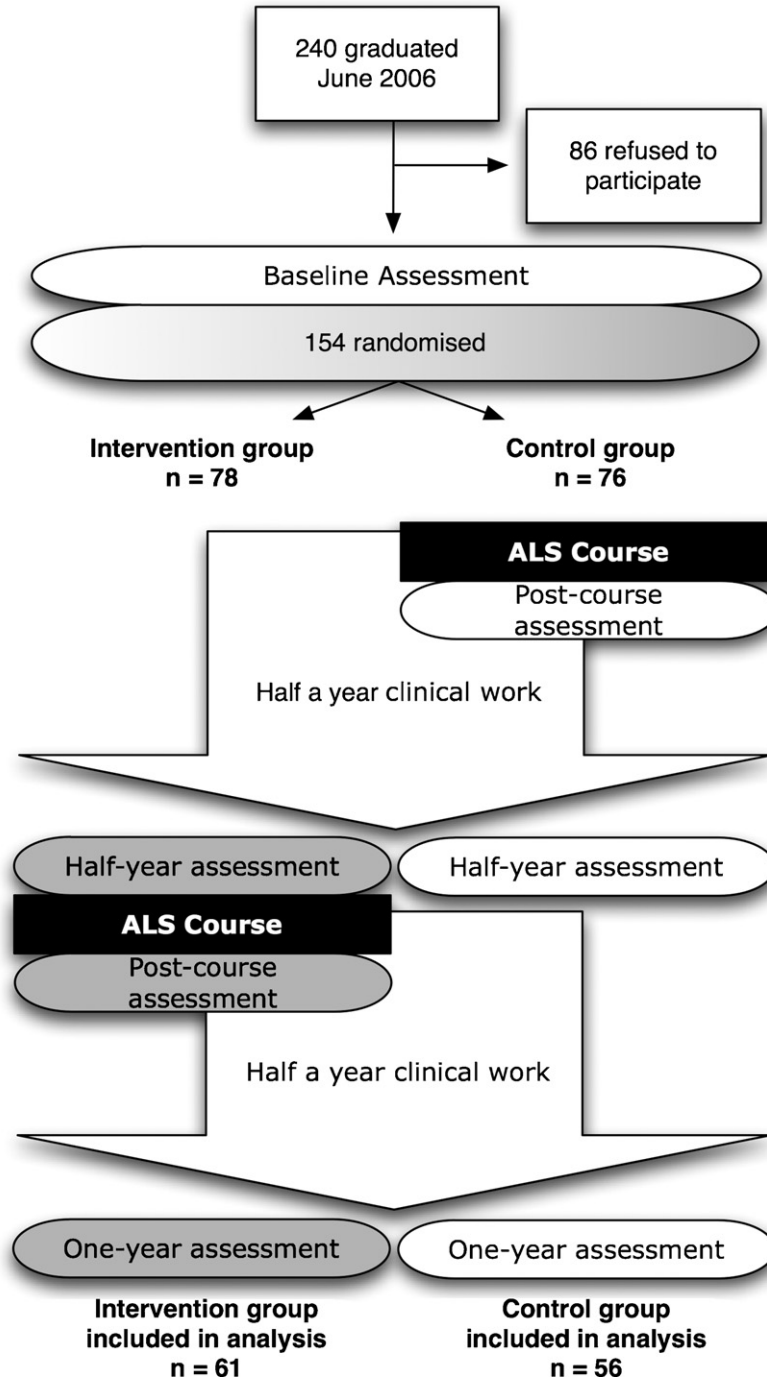 240 graduated
June 2006
86 refused to
participate
Baseline Assessment
154 randomised
Intervention group
n = 78
Control group
n = 76
ALS Course
Post-course
assessment
Half a year clinical work
Half-year assessment
Half-year assessment
ALS Course
Post-course
assessment
Half a year clinical work
One-year assessment
One-year assessment
Intervention group
included in analysis
n = 61
Control group
included in analysis
n = 56